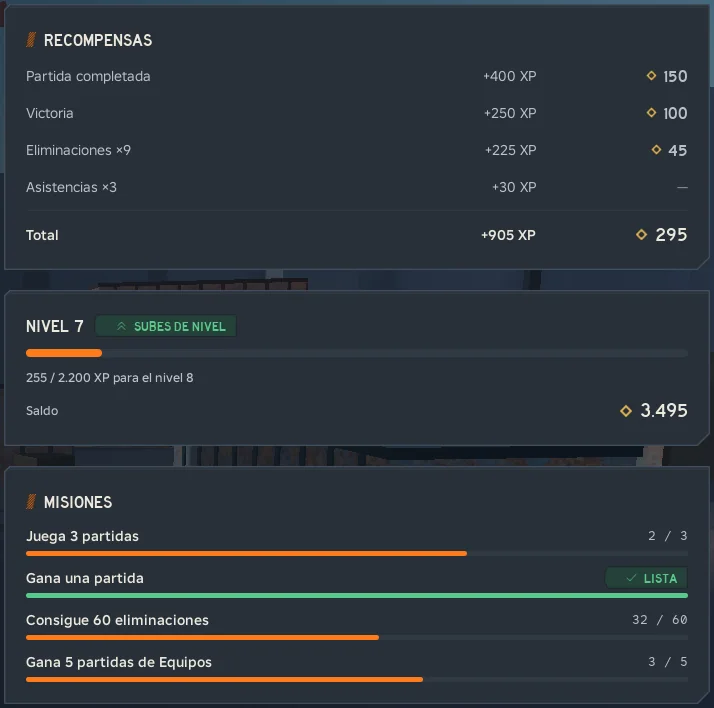 RECOMPENSAS
Partida completada +400 XP 150
Victoria +250 XP 100
Eliminaciones ×9 +225 XP 45
Asistencias ×3 +30 XP —
Total +905 XP 295
NIVEL 7 SUBES DE NIVEL
255 / 2.200 XP para el nivel 8
Saldo 3.495
MISIONES
Juega 3 partidas 2 / 3
Gana una partida LISTA
Consigue 60 eliminaciones 32 / 60
Gana 5 partidas de Equipos 3 / 5